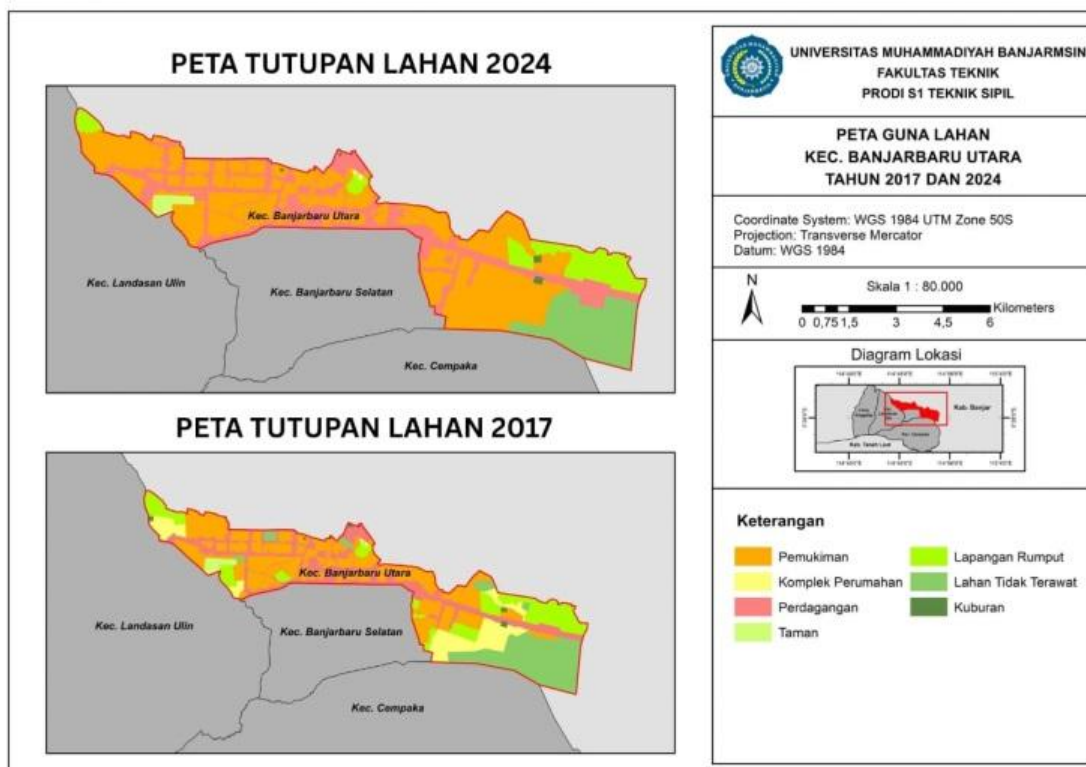 PETA TUTUPAN LAHAN 2024
Kec. Banjarbaru Utara
Kec. Landasan Ulin
Kec. Banjarbaru Selatan
Kec. Cempaka
PETA TUTUPAN LAHAN 2017
Kec. Banjarbaru Utara
Kec. Landasan Ulin
Kec. Banjarbaru Selatan
Kec. Cempaka
UNIVERSITAS MUHAMMADIYAH BANJARMSIN
FAKULTAS TEKNIK
PRODI S1 TEKNIK SIPIL
PETA GUNA LAHAN
KEC. BANJARBARU UTARA
TAHUN 2017 DAN 2024
Coordinate System: WGS 1984 UTM Zone 50S
Projection: Transverse Mercator
Datum: WGS 1984
N
Skala 1 : 80.000
Kilometers
0 0,75 1,5 3 4,5 6
Diagram Lokasi
Kab. Banjar
Kab. Tanah Laut
Keterangan
Pemukiman
Komplek Perumahan
Perdagangan
Taman
Lapangan Rumput
Lahan Tidak Terawat
Kuburan